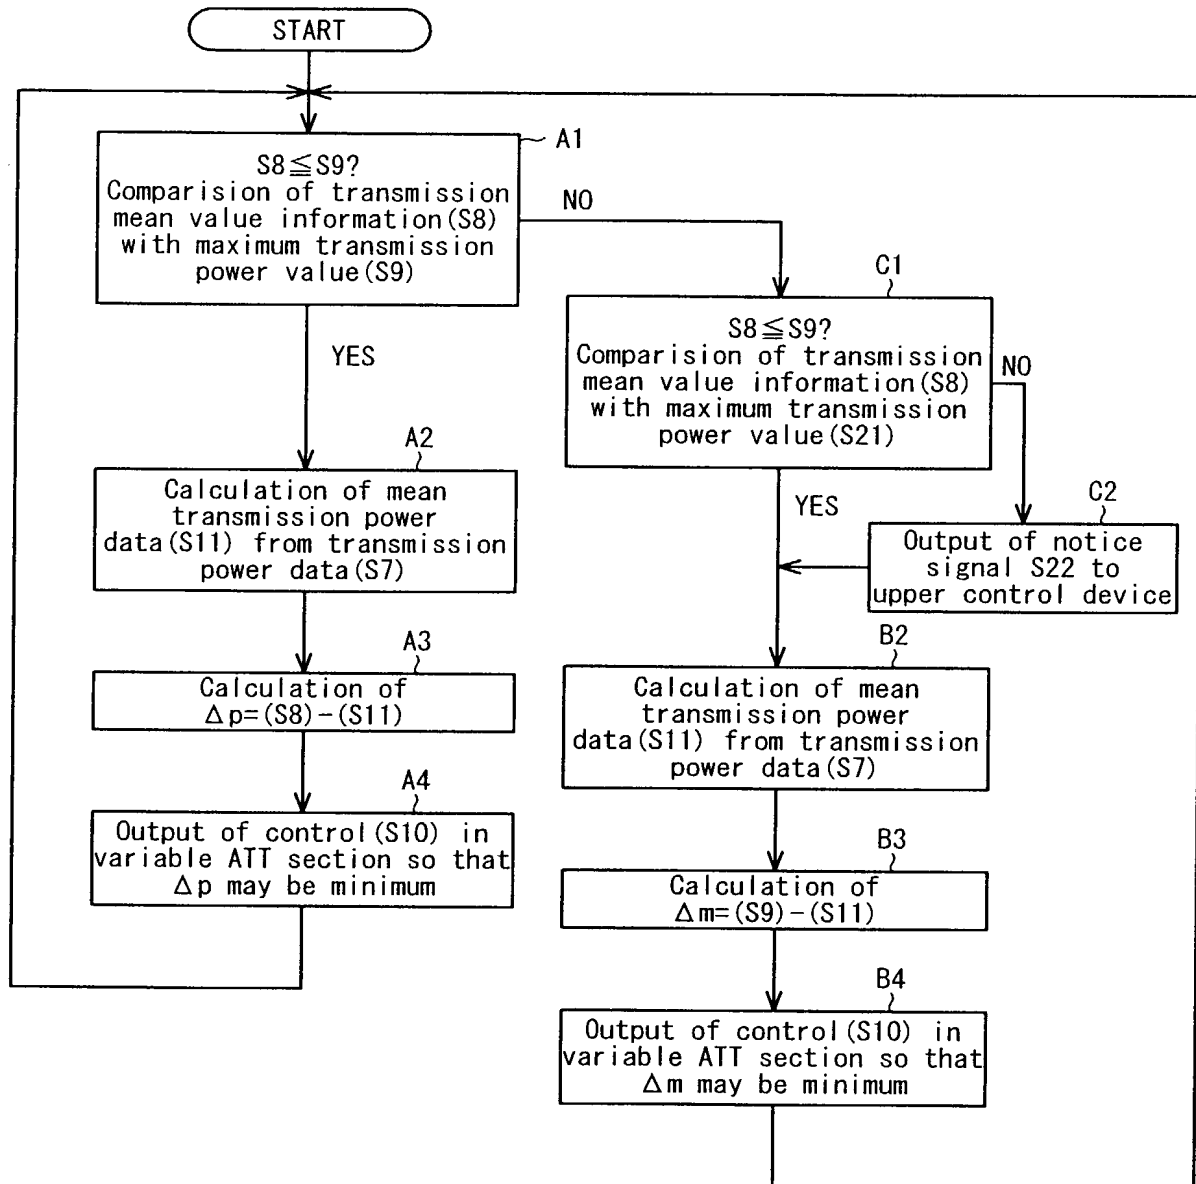 START
A1
S8≦S9?
Comparision of transmission
mean value information(S8)
with maximum transmission
power value(S9)
NO
YES
C1
S8≦S9?
Comparision of transmission
mean value information(S8)
with maximum transmission
power value(S21)
NO
YES
C2
Output of notice
signal S22 to
upper control device
A2
Calculation of mean
transmission power
data(S11) from transmission
power data(S7)
A3
Calculation of
Δp=(S8)-(S11)
A4
Output of control(S10) in
variable ATT section so that
Δp may be minimum
B2
Calculation of mean
transmission power
data(S11) from transmission
power data(S7)
B3
Calculation of
Δm=(S9)-(S11)
B4
Output of control(S10) in
variable ATT section so that
Δm may be minimum